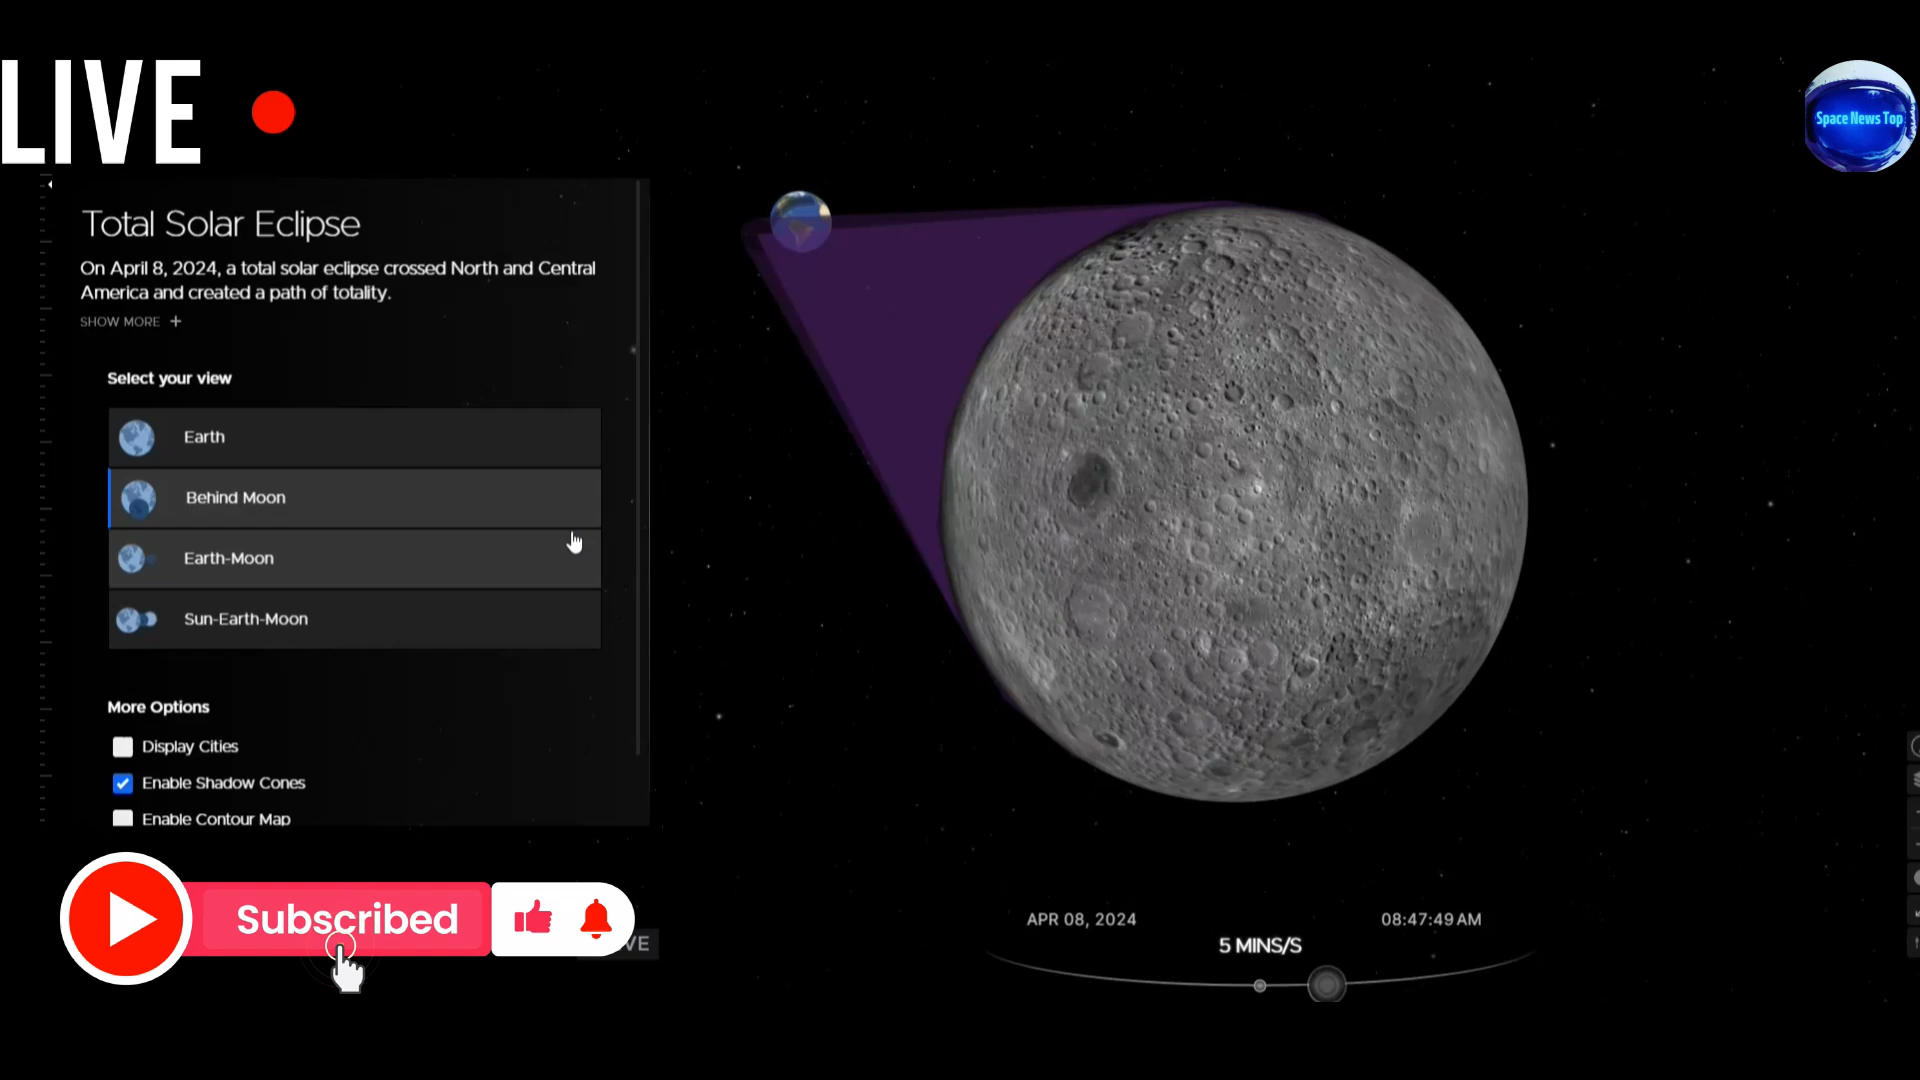 LIVE
Space News Top
Total Solar Eclipse
On April 8, 2024, a total solar eclipse crossed North and Central
America and created a path of totality.
SHOW MORE +
Select your view
Earth
Behind Moon
Earth-Moon
Sun-Earth-Moon
More Options
Display Cities
Enable Shadow Cones
Enable Contour Map
Subscribed
VE
APR 08, 2024
08:47:49 AM
5 MINS/S